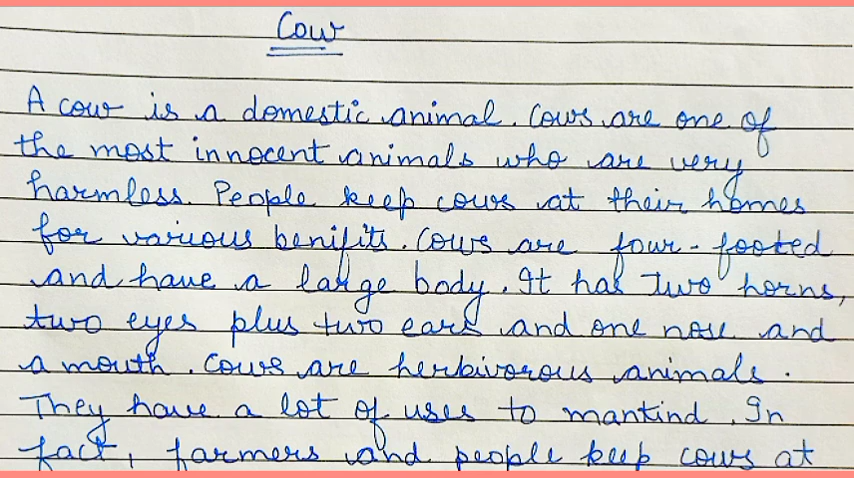 Cow
A cow is a domestic animal. Cows are one of
the most innocent animals who are very
harmless. People keep cows at their homes
for various benifits. Cows are four-footed
and have a large body. It has two horns,
two eyes plus two ears and one nose and
a mouth. Cows are herbivorous animals.
They have a lot of uses to mankind. In
fact, farmers and people keep cows at